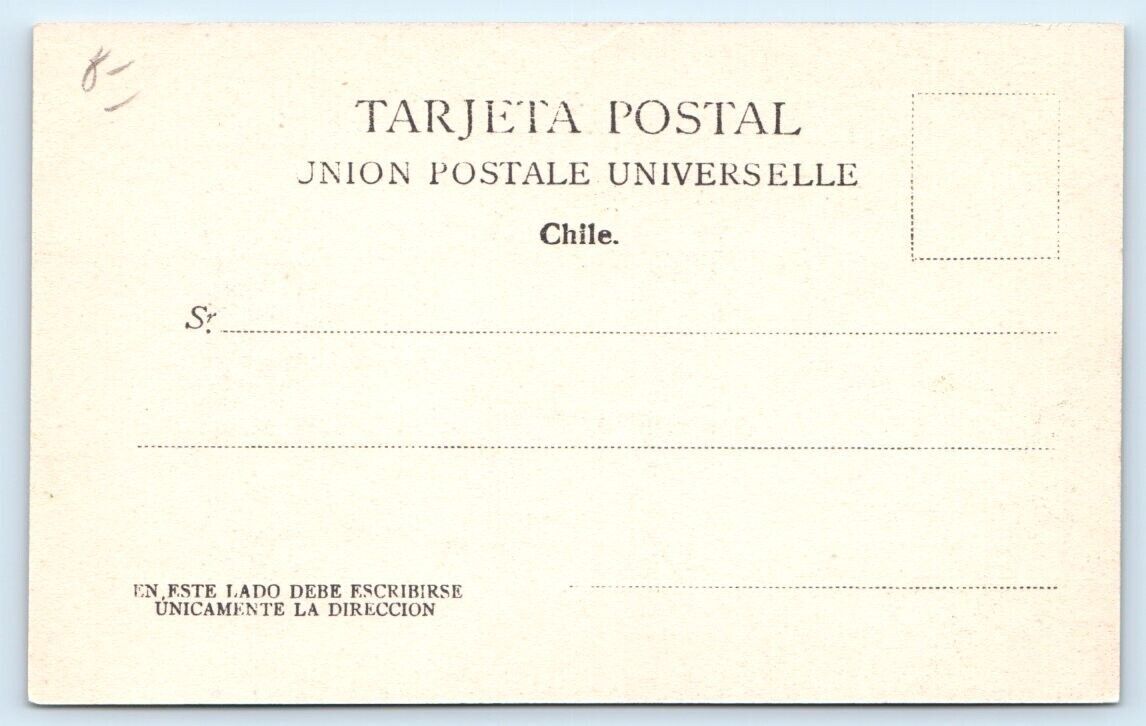 8-
TARJETA POSTAL
UNION POSTALE UNIVERSELLE
Chile.
Sr.
EN ESTE LADO DEBE ESCRIBIRSE
UNICAMENTE LA DIRECCION